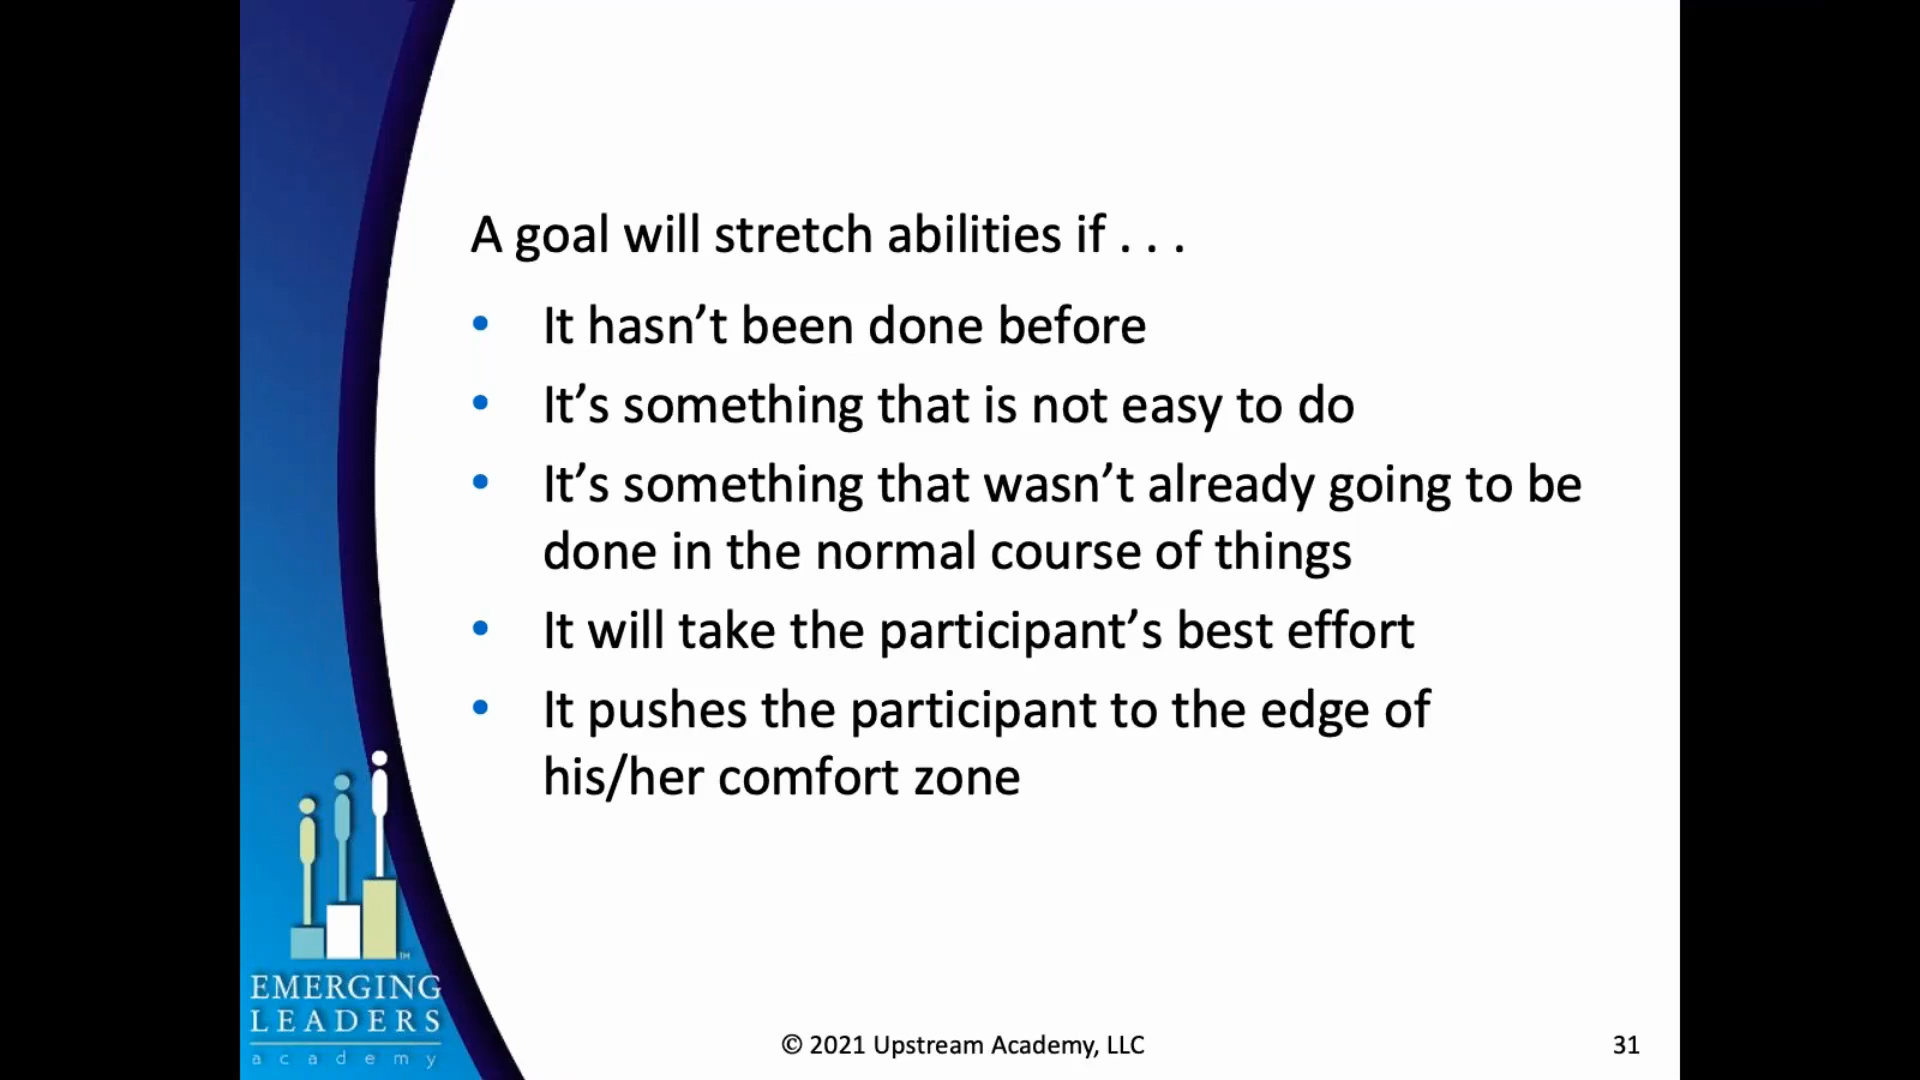 A goal will stretch abilities if . . .
• It hasn’t been done before
• It’s something that is not easy to do
• It’s something that wasn’t already going to be
done in the normal course of things
• It will take the participant’s best effort
• It pushes the participant to the edge of
his/her comfort zone
TM
EMERGING
LEADERS
academy
© 2021 Upstream Academy, LLC
31